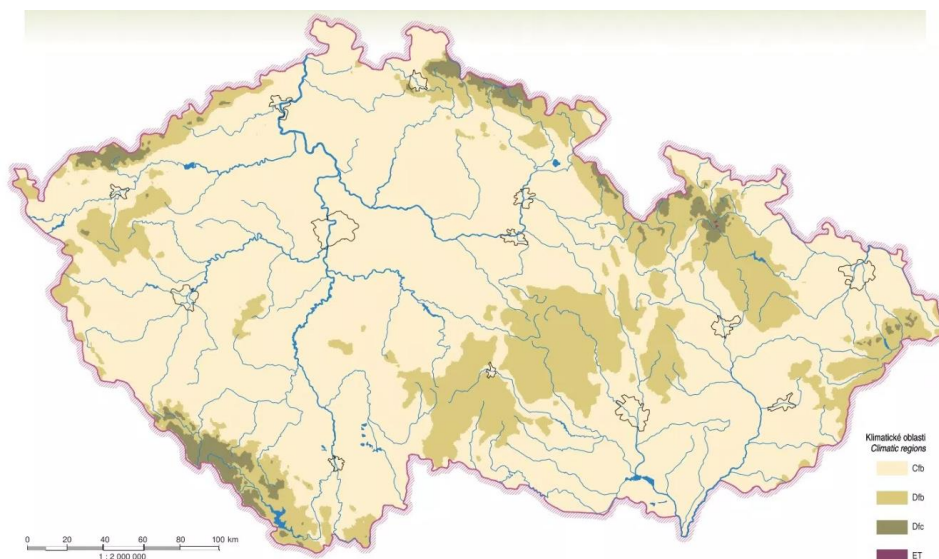 Klimatické oblasti
Climatic regions
Cfb
Dfb
Dfc
ET
0 20 40 60 80 100 km
1 : 2 000 000